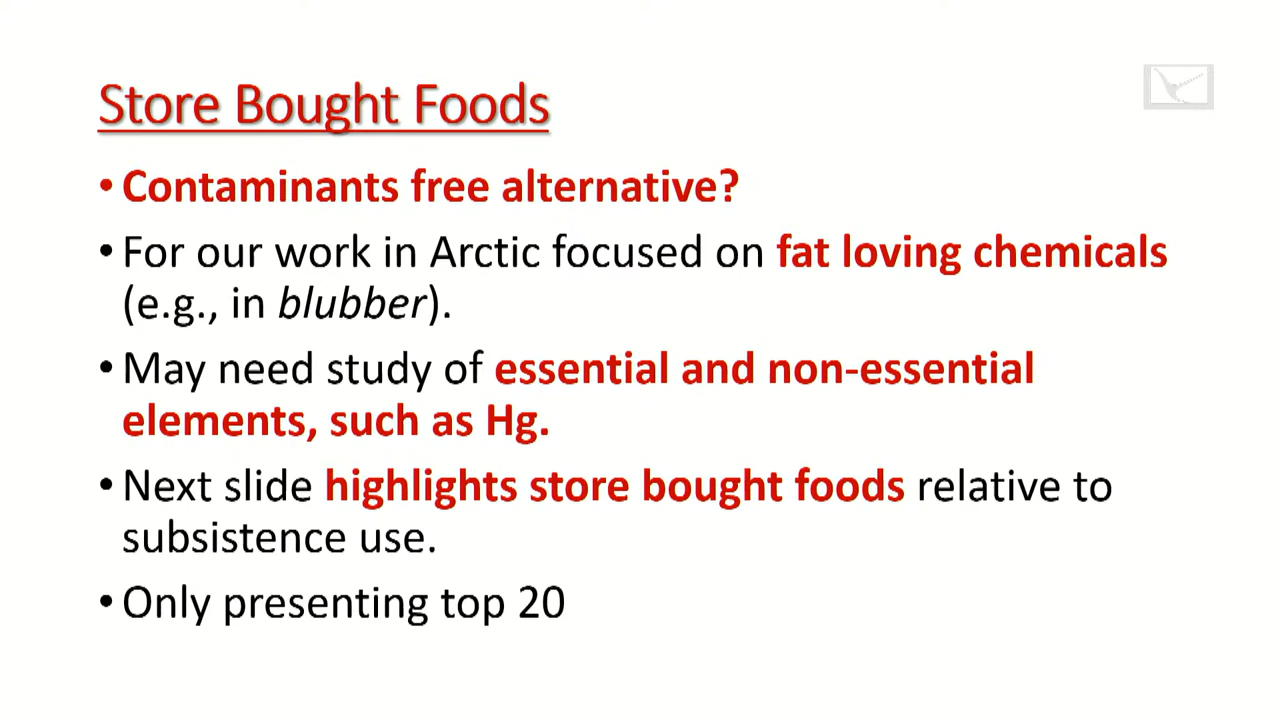 Store Bought Foods
• Contaminants free alternative?
• For our work in Arctic focused on fat loving chemicals
(e.g., in blubber).
• May need study of essential and non-essential
elements, such as Hg.
• Next slide highlights store bought foods relative to
subsistence use.
• Only presenting top 20